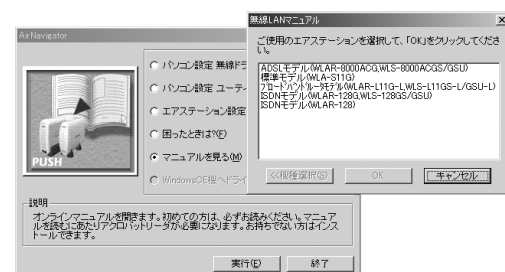 AirNavigator
PUSH
パソコン設定 無線ドラ
パソコン設定 ユーティ
エアステーション設定
困ったときは?(F)
マニュアルを見る(M)
WindowsCE機へドライ
説明
オンラインマニュアルを開きます。初めての方は、必ずお読みください。マニュア
ルを読むにあたりアクロバットリーダが必要になります。お持ちでない方はインス
トールできます。
実行(E)
終了
無線LANマニュアル
ご使用のエアステーションを選択して、「OK」をクリックしてくださ
い。
ADSLモデル(WLAR-8000ACG,WLS-8000ACGS/GSU)
標準モデル(WLA-S11G)
ブロードバンドルータモデル(WLAR-L11G-L,WLS-L11GS-L/GSU-L)
ISDNモデル(WLAR-128G,WLS-128GS/GSU)
ISDNモデル(WLAR-128)
<<機種選択(S)
OK
キャンセル